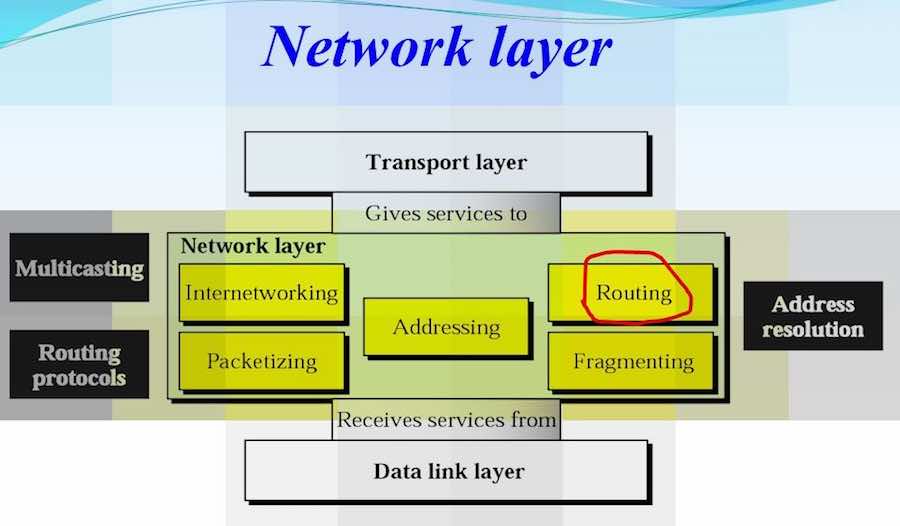 Network layer
Transport layer
Gives services to
Network layer
Multicasting
Internetworking
Routing
Addressing
Address
resolution
Routing
protocols
Packetizing
Fragmenting
Receives services from
Data link layer